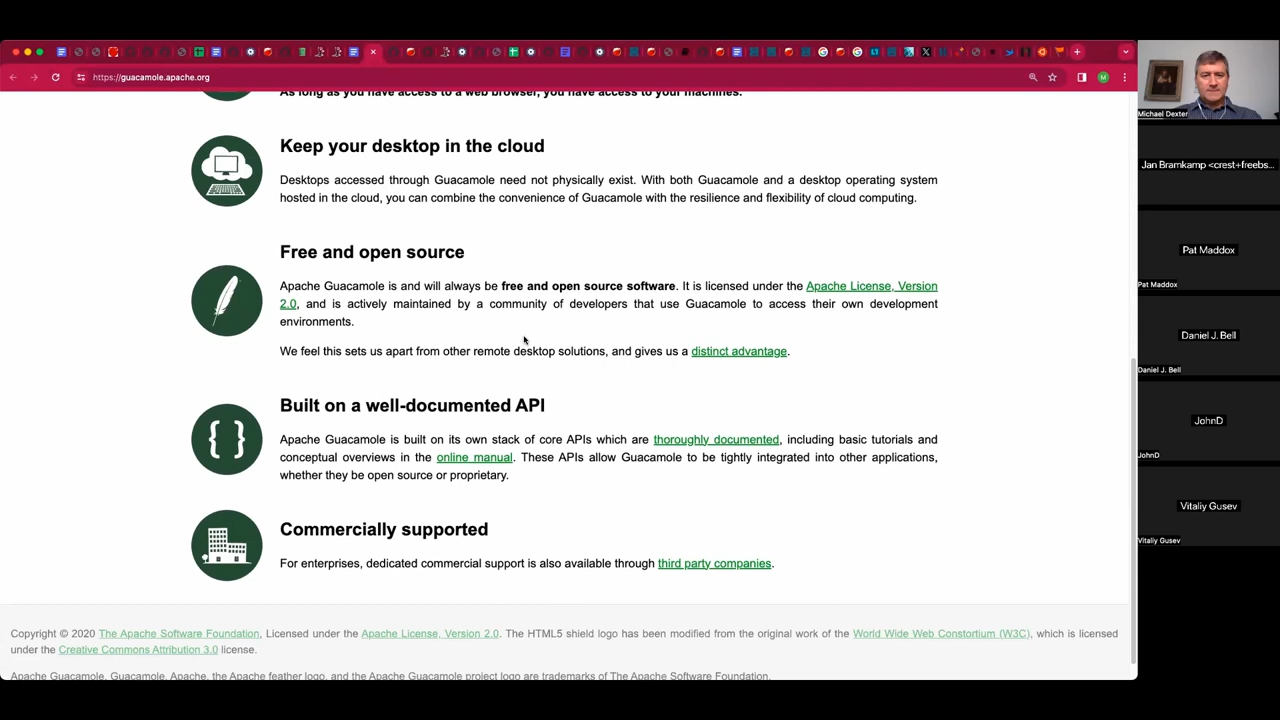 https://guacamole.apache.org
M
As long as you have access to a web browser, you have access to your machines.
Keep your desktop in the cloud
Desktops accessed through Guacamole need not physically exist. With both Guacamole and a desktop operating system
hosted in the cloud, you can combine the convenience of Guacamole with the resilience and flexibility of cloud computing.
Free and open source
Apache Guacamole is and will always be free and open source software. It is licensed under the Apache License, Version
2.0, and is actively maintained by a community of developers that use Guacamole to access their own development
environments.
We feel this sets us apart from other remote desktop solutions, and gives us a distinct advantage.
Built on a well-documented API
Apache Guacamole is built on its own stack of core APIs which are thoroughly documented, including basic tutorials and
conceptual overviews in the online manual. These APIs allow Guacamole to be tightly integrated into other applications,
whether they be open source or proprietary.
Commercially supported
For enterprises, dedicated commercial support is also available through third party companies.
Copyright © 2020 The Apache Software Foundation, Licensed under the Apache License, Version 2.0. The HTML5 shield logo has been modified from the original work of the World Wide Web Constortium (W3C), which is licensed
under the Creative Commons Attribution 3.0 license.
Apache Guacamole, Guacamole, Apache, the Apache feather logo, and the Apache Guacamole project logo are trademarks of The Apache Software Foundation.
Michael Dexter
Jan Bramkamp <crest+freebs...
Pat Maddox
Pat Maddox
Daniel J. Bell
Daniel J. Bell
JohnD
JohnD
Vitaliy Gusev
Vitaliy Gusev